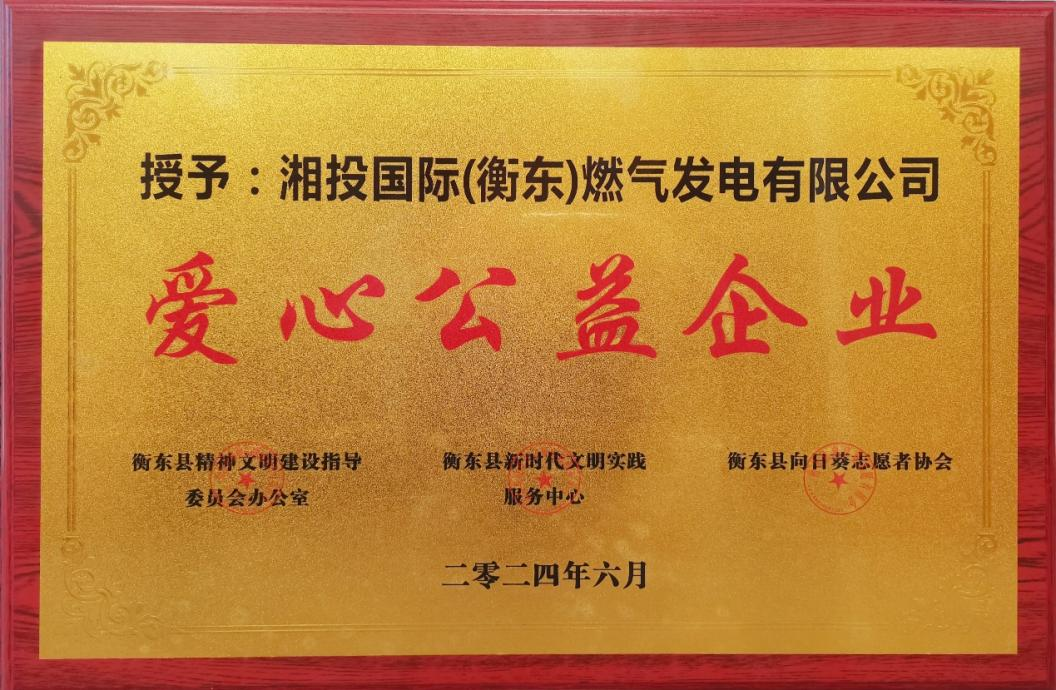 授予：湘投国际(衡东)燃气发电有限公司
爱心公益企业
衡东县精神文明建设指导
委员会办公室
衡东县新时代文明实践
服务中心
衡东县向日葵志愿者协会
二零二四年六月